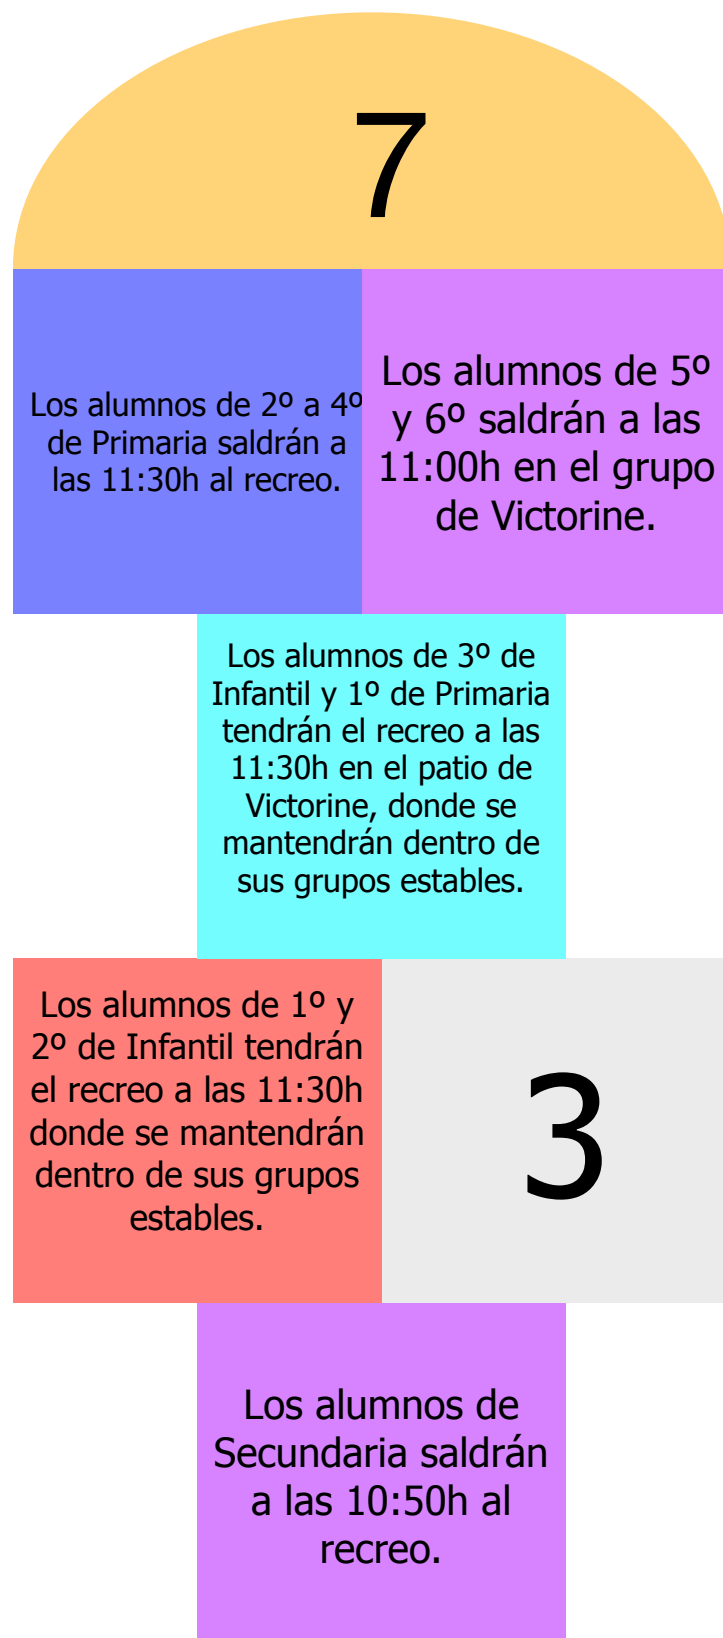 7
Los alumnos de 2º a 4º
de Primaria saldrán a
las 11:30h al recreo.
Los alumnos de 5º
y 6º saldrán a las
11:00h en el grupo
de Victorine.
Los alumnos de 3º de
Infantil y 1º de Primaria
tendrán el recreo a las
11:30h en el patio de
Victorine, donde se
mantendrán dentro de
sus grupos estables.
Los alumnos de 1º y
2º de Infantil tendrán
el recreo a las 11:30h
donde se mantendrán
dentro de sus grupos
estables.
3
Los alumnos de
Secundaria saldrán
a las 10:50h al
recreo.